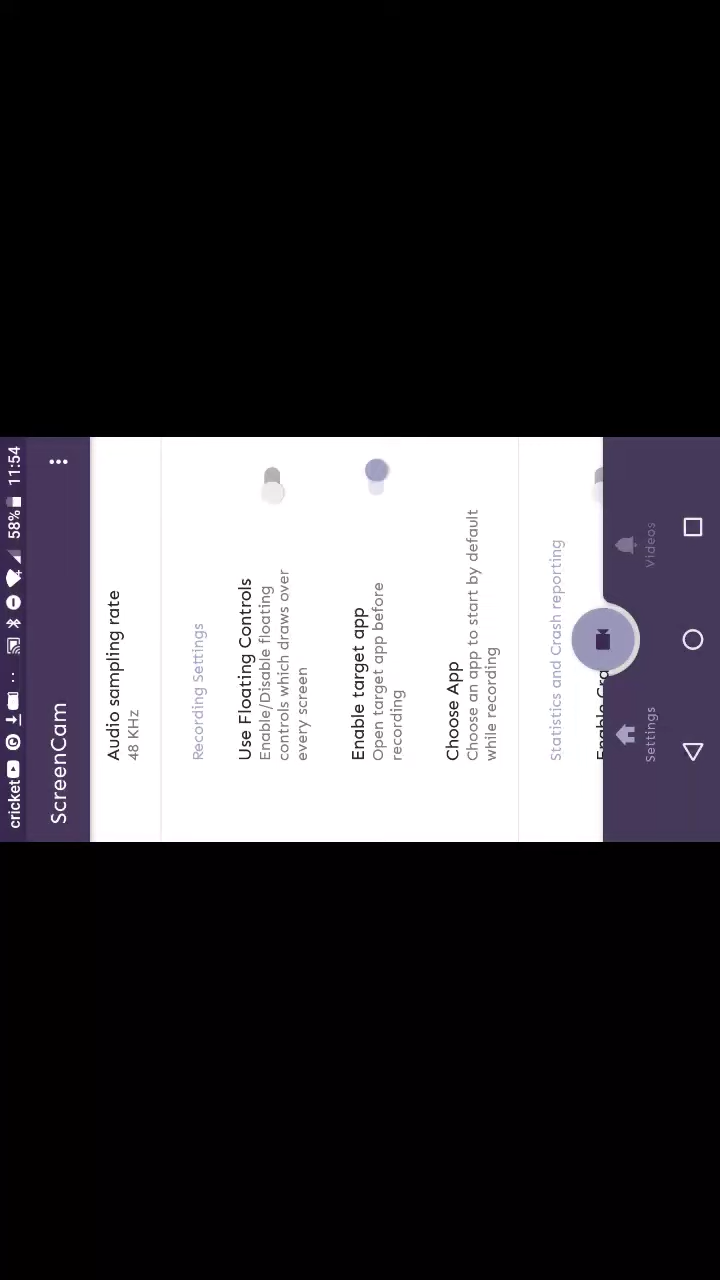 cricket 58% 11:54
ScreenCam
Audio sampling rate
48 KHz
Recording Settings
Use Floating Controls
Enable/Disable floating
controls which draws over
every screen
Enable target app
Open target app before
recording
Choose App
Choose an app to start by default
while recording
Statistics and Crash reporting
Enable
Settings
Videos